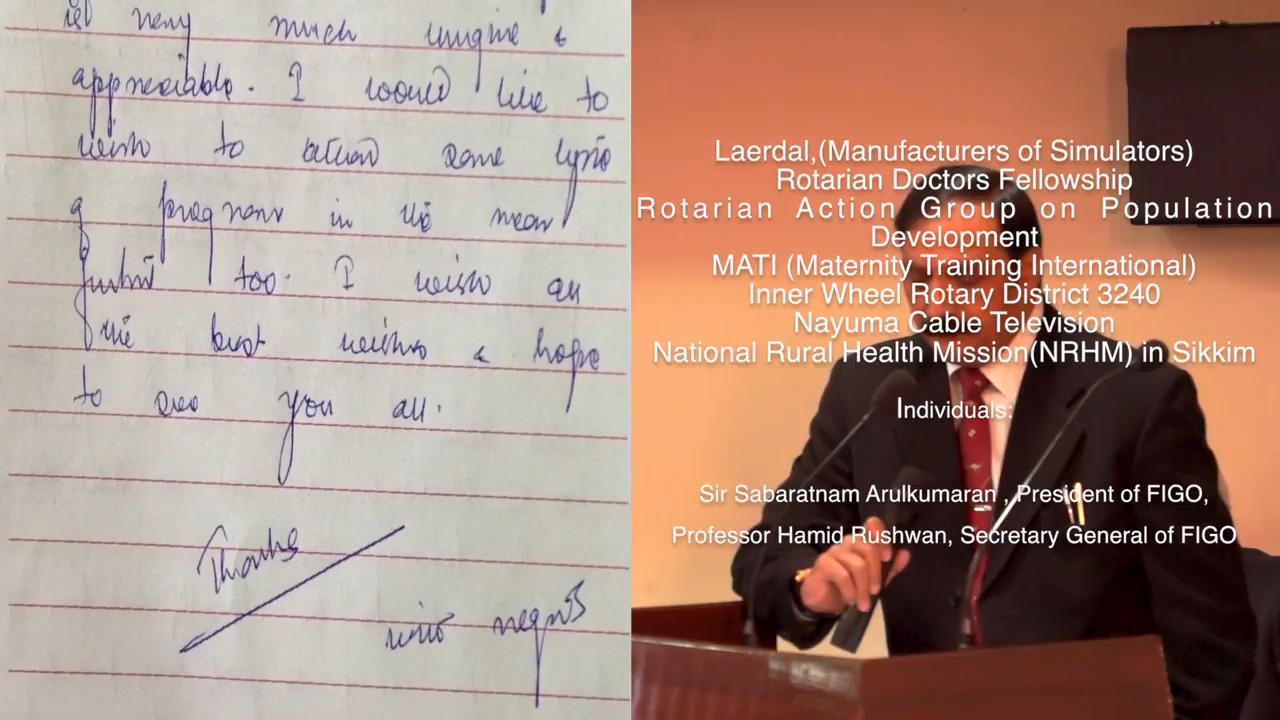 is very much unique &
appreciable. I would like to
wish to attend some type
of program in the near
future too. I wish all
the best wishes & hope
to see you all.
Thanks
with regards
Laerdal,(Manufacturers of Simulators)
Rotarian Doctors Fellowship
Rotarian Action Group on Population
Development
MATI (Maternity Training International)
Inner Wheel Rotary District 3240
Nayuma Cable Television
National Rural Health Mission(NRHM) in Sikkim
Individuals:
Sir Sabaratnam Arulkumaran , President of FIGO,
Professor Hamid Rushwan, Secretary General of FIGO